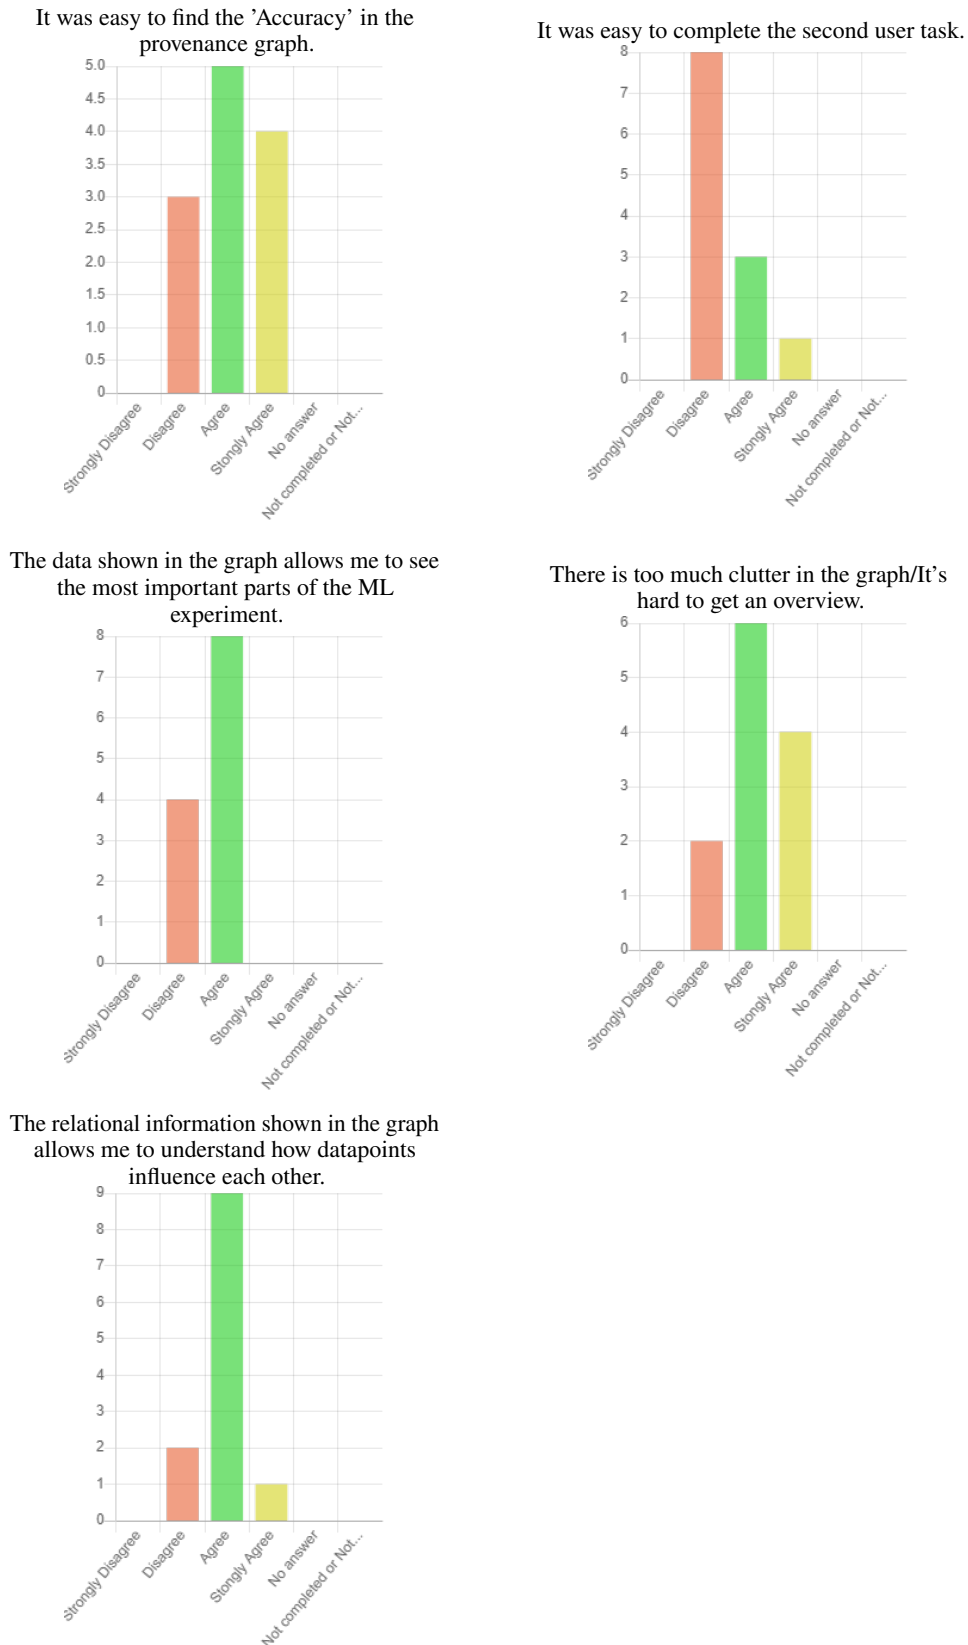 It was easy to find the ’Accuracy’ in the
provenance graph.
5.0
4.5
4.0
3.5
3.0
2.5
2.0
1.5
1.0
0.5
0
Strongly Disagree
Disagree
Agree
Stongly Agree
No answer
Not completed or Not...
It was easy to complete the second user task.
8
7
6
5
4
3
2
1
0
Strongly Disagree
Disagree
Agree
Stongly Agree
No answer
Not completed or Not...
The data shown in the graph allows me to see
the most important parts of the ML
experiment.
8
7
6
5
4
3
2
1
0
Strongly Disagree
Disagree
Agree
Stongly Agree
No answer
Not completed or Not...
There is too much clutter in the graph/It’s
hard to get an overview.
6
5
4
3
2
1
0
Strongly Disagree
Disagree
Agree
Stongly Agree
No answer
Not completed or Not...
The relational information shown in the graph
allows me to understand how datapoints
influence each other.
9
8
7
6
5
4
3
2
1
0
Strongly Disagree
Disagree
Agree
Stongly Agree
No answer
Not completed or Not...